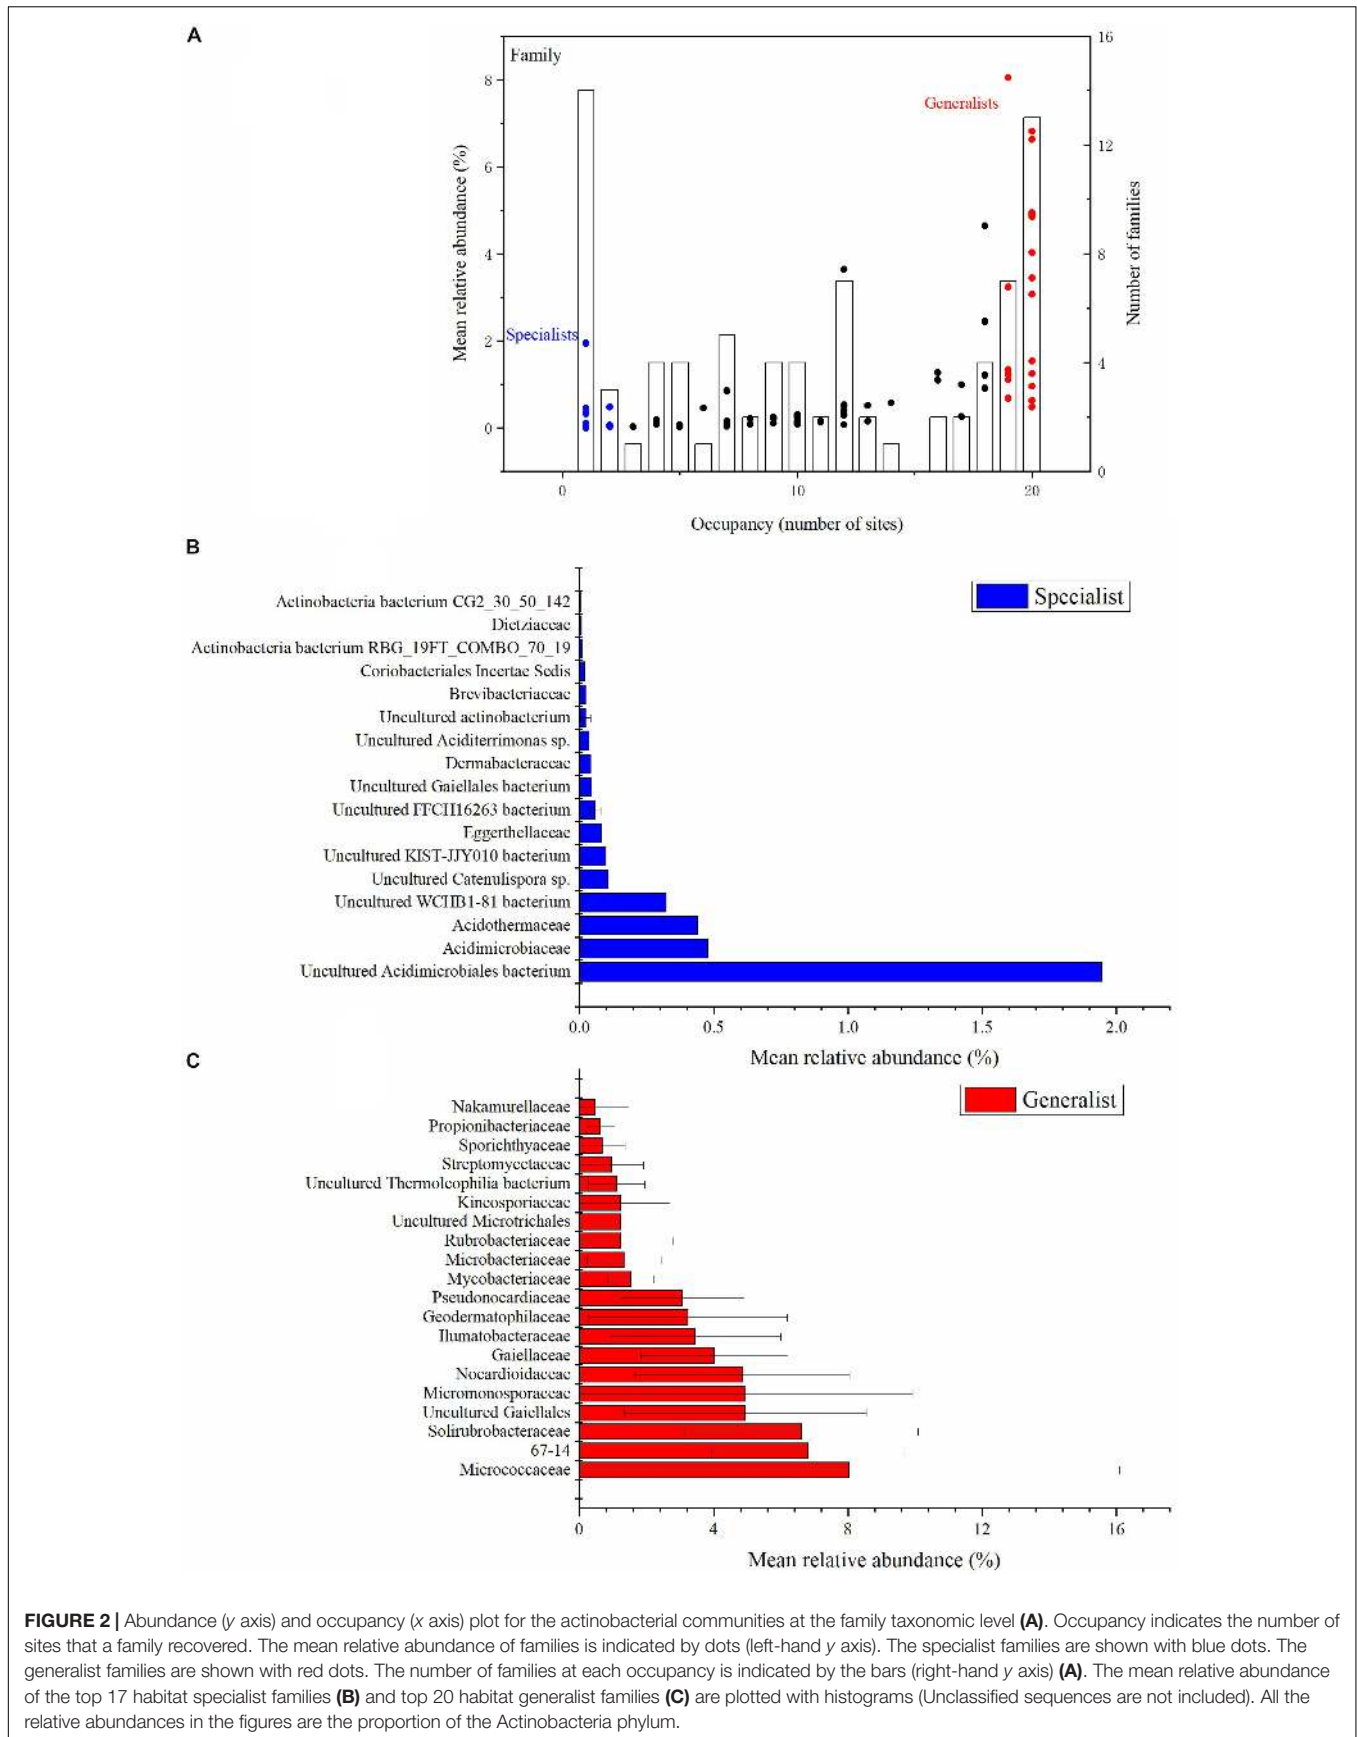 A
Family
Generalists
Specialists
8
6
4
2
0
16
12
8
4
0
Mean relative abundance (%)
Number of families
0
10
20
Occupancy (number of sites)
B
Specialist
Actinobacteria bacterium CG2_30_50_142
Dietziaceae
Actinobacteria bacterium RBG_19FT_COMBO_70_19
Coriobacteriales Incertae Sedis
Brevibacteriaceae
Uncultured actinobacterium
Uncultured Aciditerrimonas sp.
Dermabacteraceae
Uncultured Gaiellales bacterium
Uncultured FFCH16263 bacterium
Eggerthellaceae
Uncultured KIST-JJY010 bacterium
Uncultured Catenulispora sp.
Uncultured WCHB1-81 bacterium
Acidothermaceae
Acidimicrobiaceae
Uncultured Acidimicrobiales bacterium
0.0
0.5
1.0
1.5
2.0
Mean relative abundance (%)
C
Generalist
Nakamurellaceae
Propionibacteriaceae
Sporichthyaceae
Streptomycetaceae
Uncultured Thermoleophilia bacterium
Kineosporiaceae
Uncultured Microtrichales
Rubrobacteriaceae
Microbacteriaceae
Mycobacteriaceae
Pseudonocardiaceae
Geodermatophilaceae
Ilumatobacteraceae
Gaiellaceae
Nocardioidaceae
Micromonosporaceae
Uncultured Gaiellales
Solirubrobacteraceae
67-14
Micrococcaceae
0
4
8
12
16
Mean relative abundance (%)
FIGURE 2 | Abundance (y axis) and occupancy (x axis) plot for the actinobacterial communities at the family taxonomic level (A). Occupancy indicates the number of
sites that a family recovered. The mean relative abundance of families is indicated by dots (left-hand y axis). The specialist families are shown with blue dots. The
generalist families are shown with red dots. The number of families at each occupancy is indicated by the bars (right-hand y axis) (A). The mean relative abundance
of the top 17 habitat specialist families (B) and top 20 habitat generalist families (C) are plotted with histograms (Unclassified sequences are not included). All the
relative abundances in the figures are the proportion of the Actinobacteria phylum.